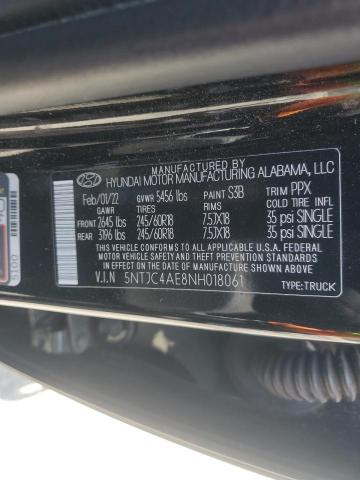 MANUFACTURED BY
HYUNDAI MOTOR MANUFACTURING ALABAMA, LLC
Feb/01/22 GVWR 5456 lbs PAINT S3B TRIM PPX
GAWR TIRES RIMS COLD TIRE INFL
FRONT 2645 lbs 245/60R18 7.5JX18 35 psi SINGLE
REAR 3196 lbs 245/60R18 7.5JX18 35 psi SINGLE
THIS VEHICLE CONFORMS TO ALL APPLICABLE U.S.A. FEDERAL
MOTOR VEHICLE SAFETY AND THEFT PREVENTION STANDARDS
IN EFFECT ON THE DATE OF MANUFACTURE SHOWN ABOVE.
V.I.N 5NTJC4AE8NH018061 TYPE:TRUCK